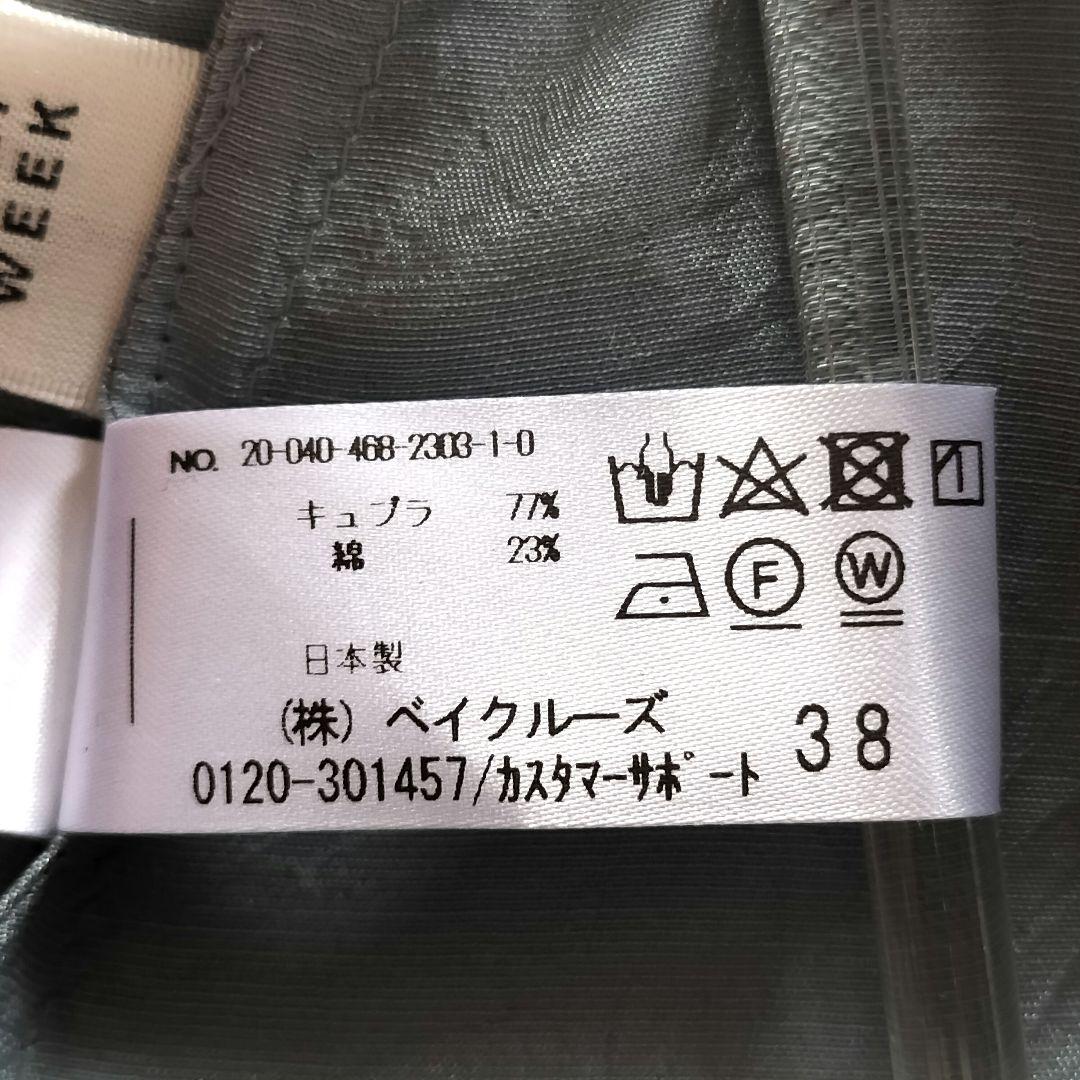 WEEK
NO. 20-040-468-2303-1-0
キュプラ 77%
綿 23%
F
W
日本製
(株) ベイクルーズ
38
0120-301457/カスタマーサポート